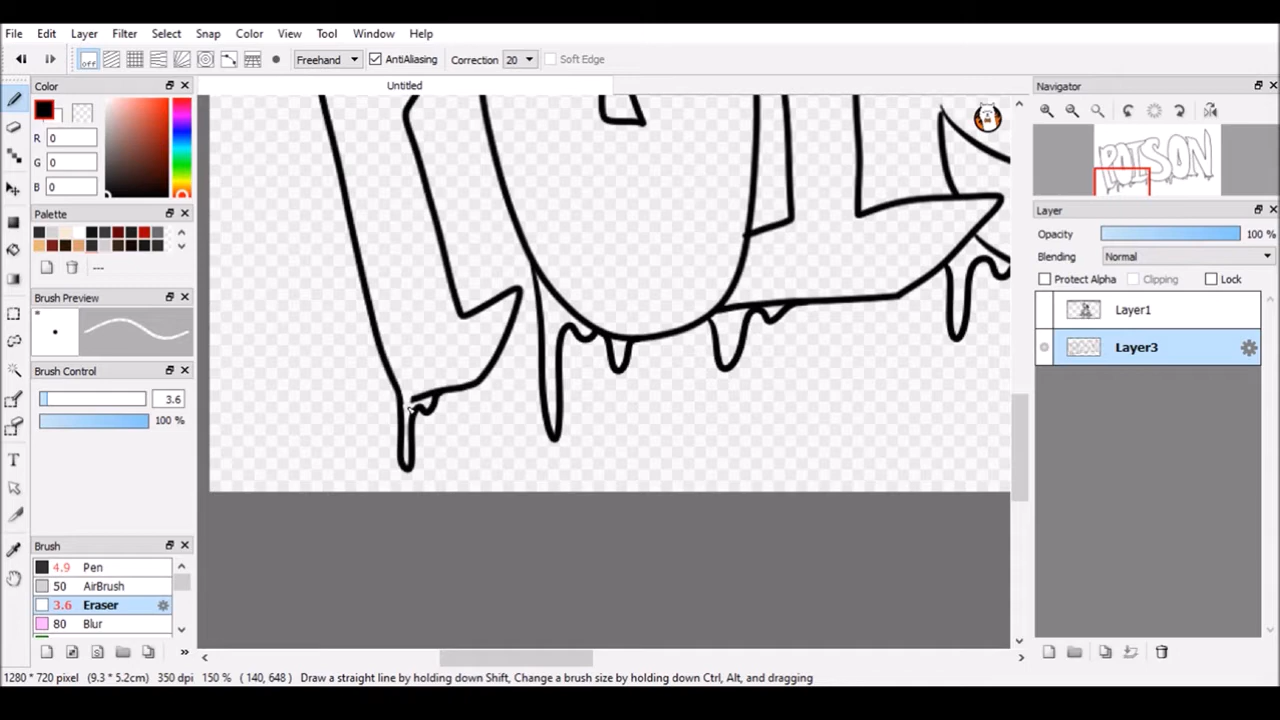 File Edit Layer Filter Select Snap Color View Tool Window Help
off Freehand AntiAliasing Correction 20 Soft Edge
Color
Untitled
Navigator
R 0
G 0
B 0
POISON
Palette
Layer
Opacity 100 %
---
Blending Normal
Protect Alpha Clipping Lock
Brush Preview
Layer1
Layer3
Brush Control
3.6
100 %
T
Brush
4.9 Pen
50 AirBrush
3.6 Eraser
80 Blur
1280 * 720 pixel (9.3 * 5.2cm) 350 dpi 150 % ( 140, 648 ) Draw a straight line by holding down Shift, Change a brush size by holding down Ctrl, Alt, and dragging